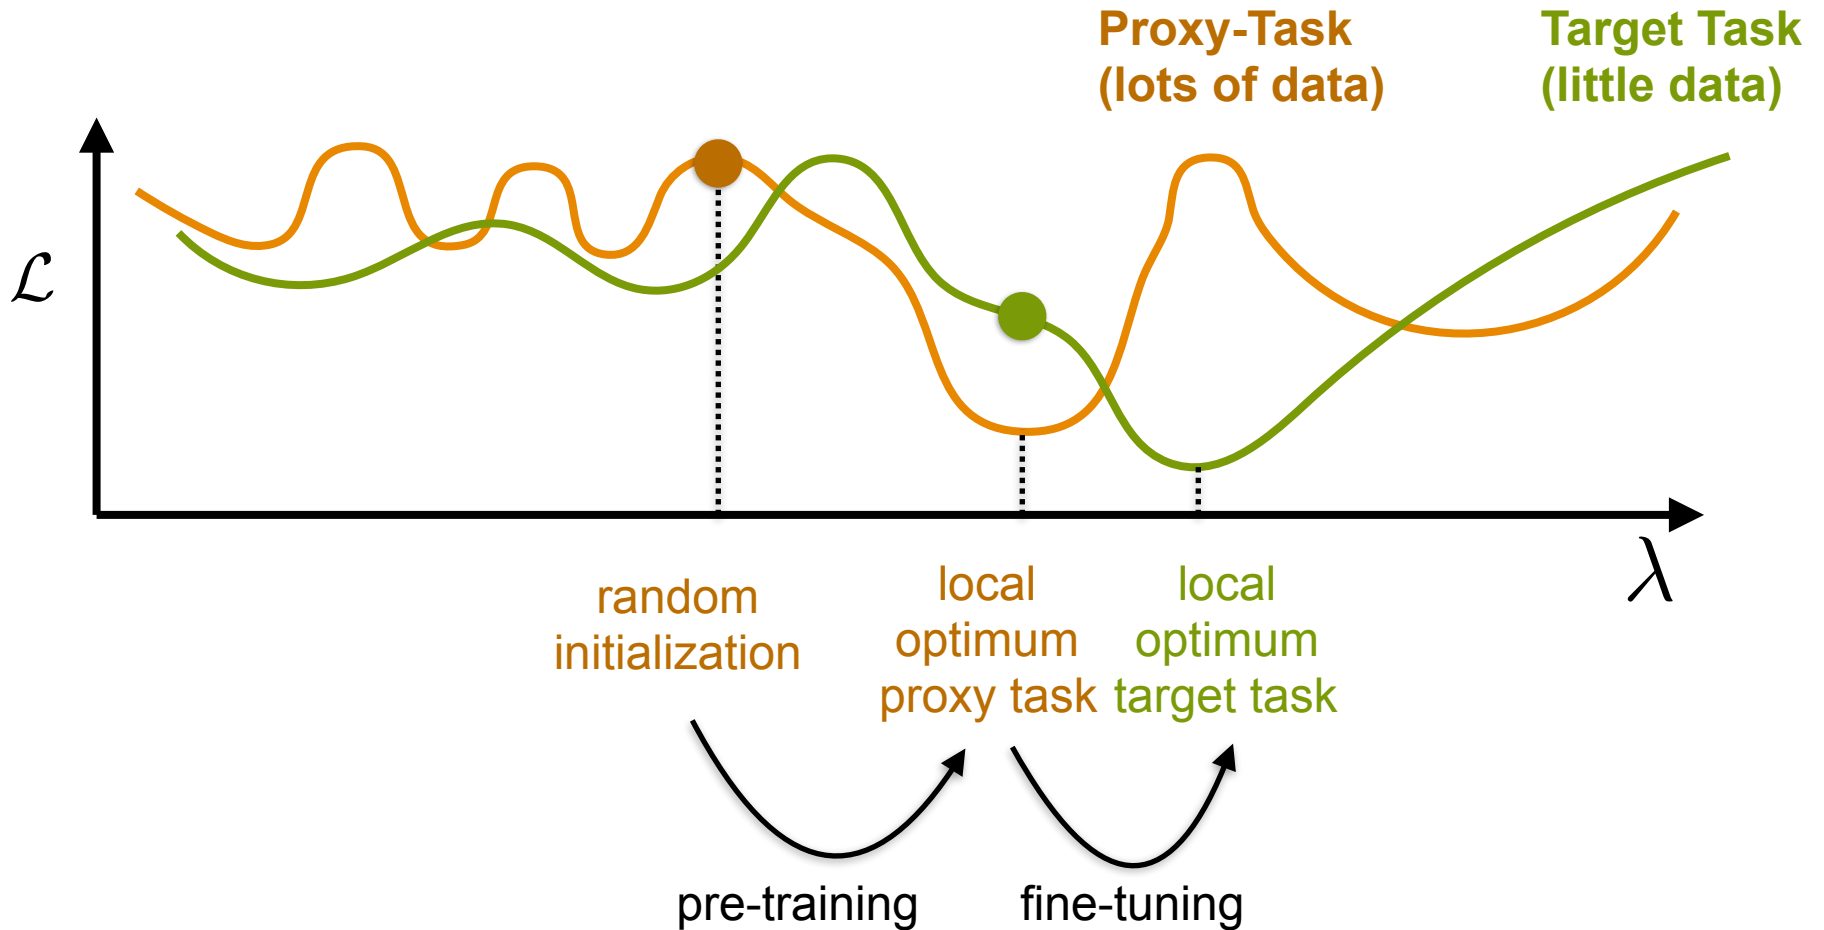 Proxy-Task
(lots of data)
Target Task
(little data)
ℒ
λ
random
initialization
local
optimum
proxy task
local
optimum
target task
pre-training
fine-tuning